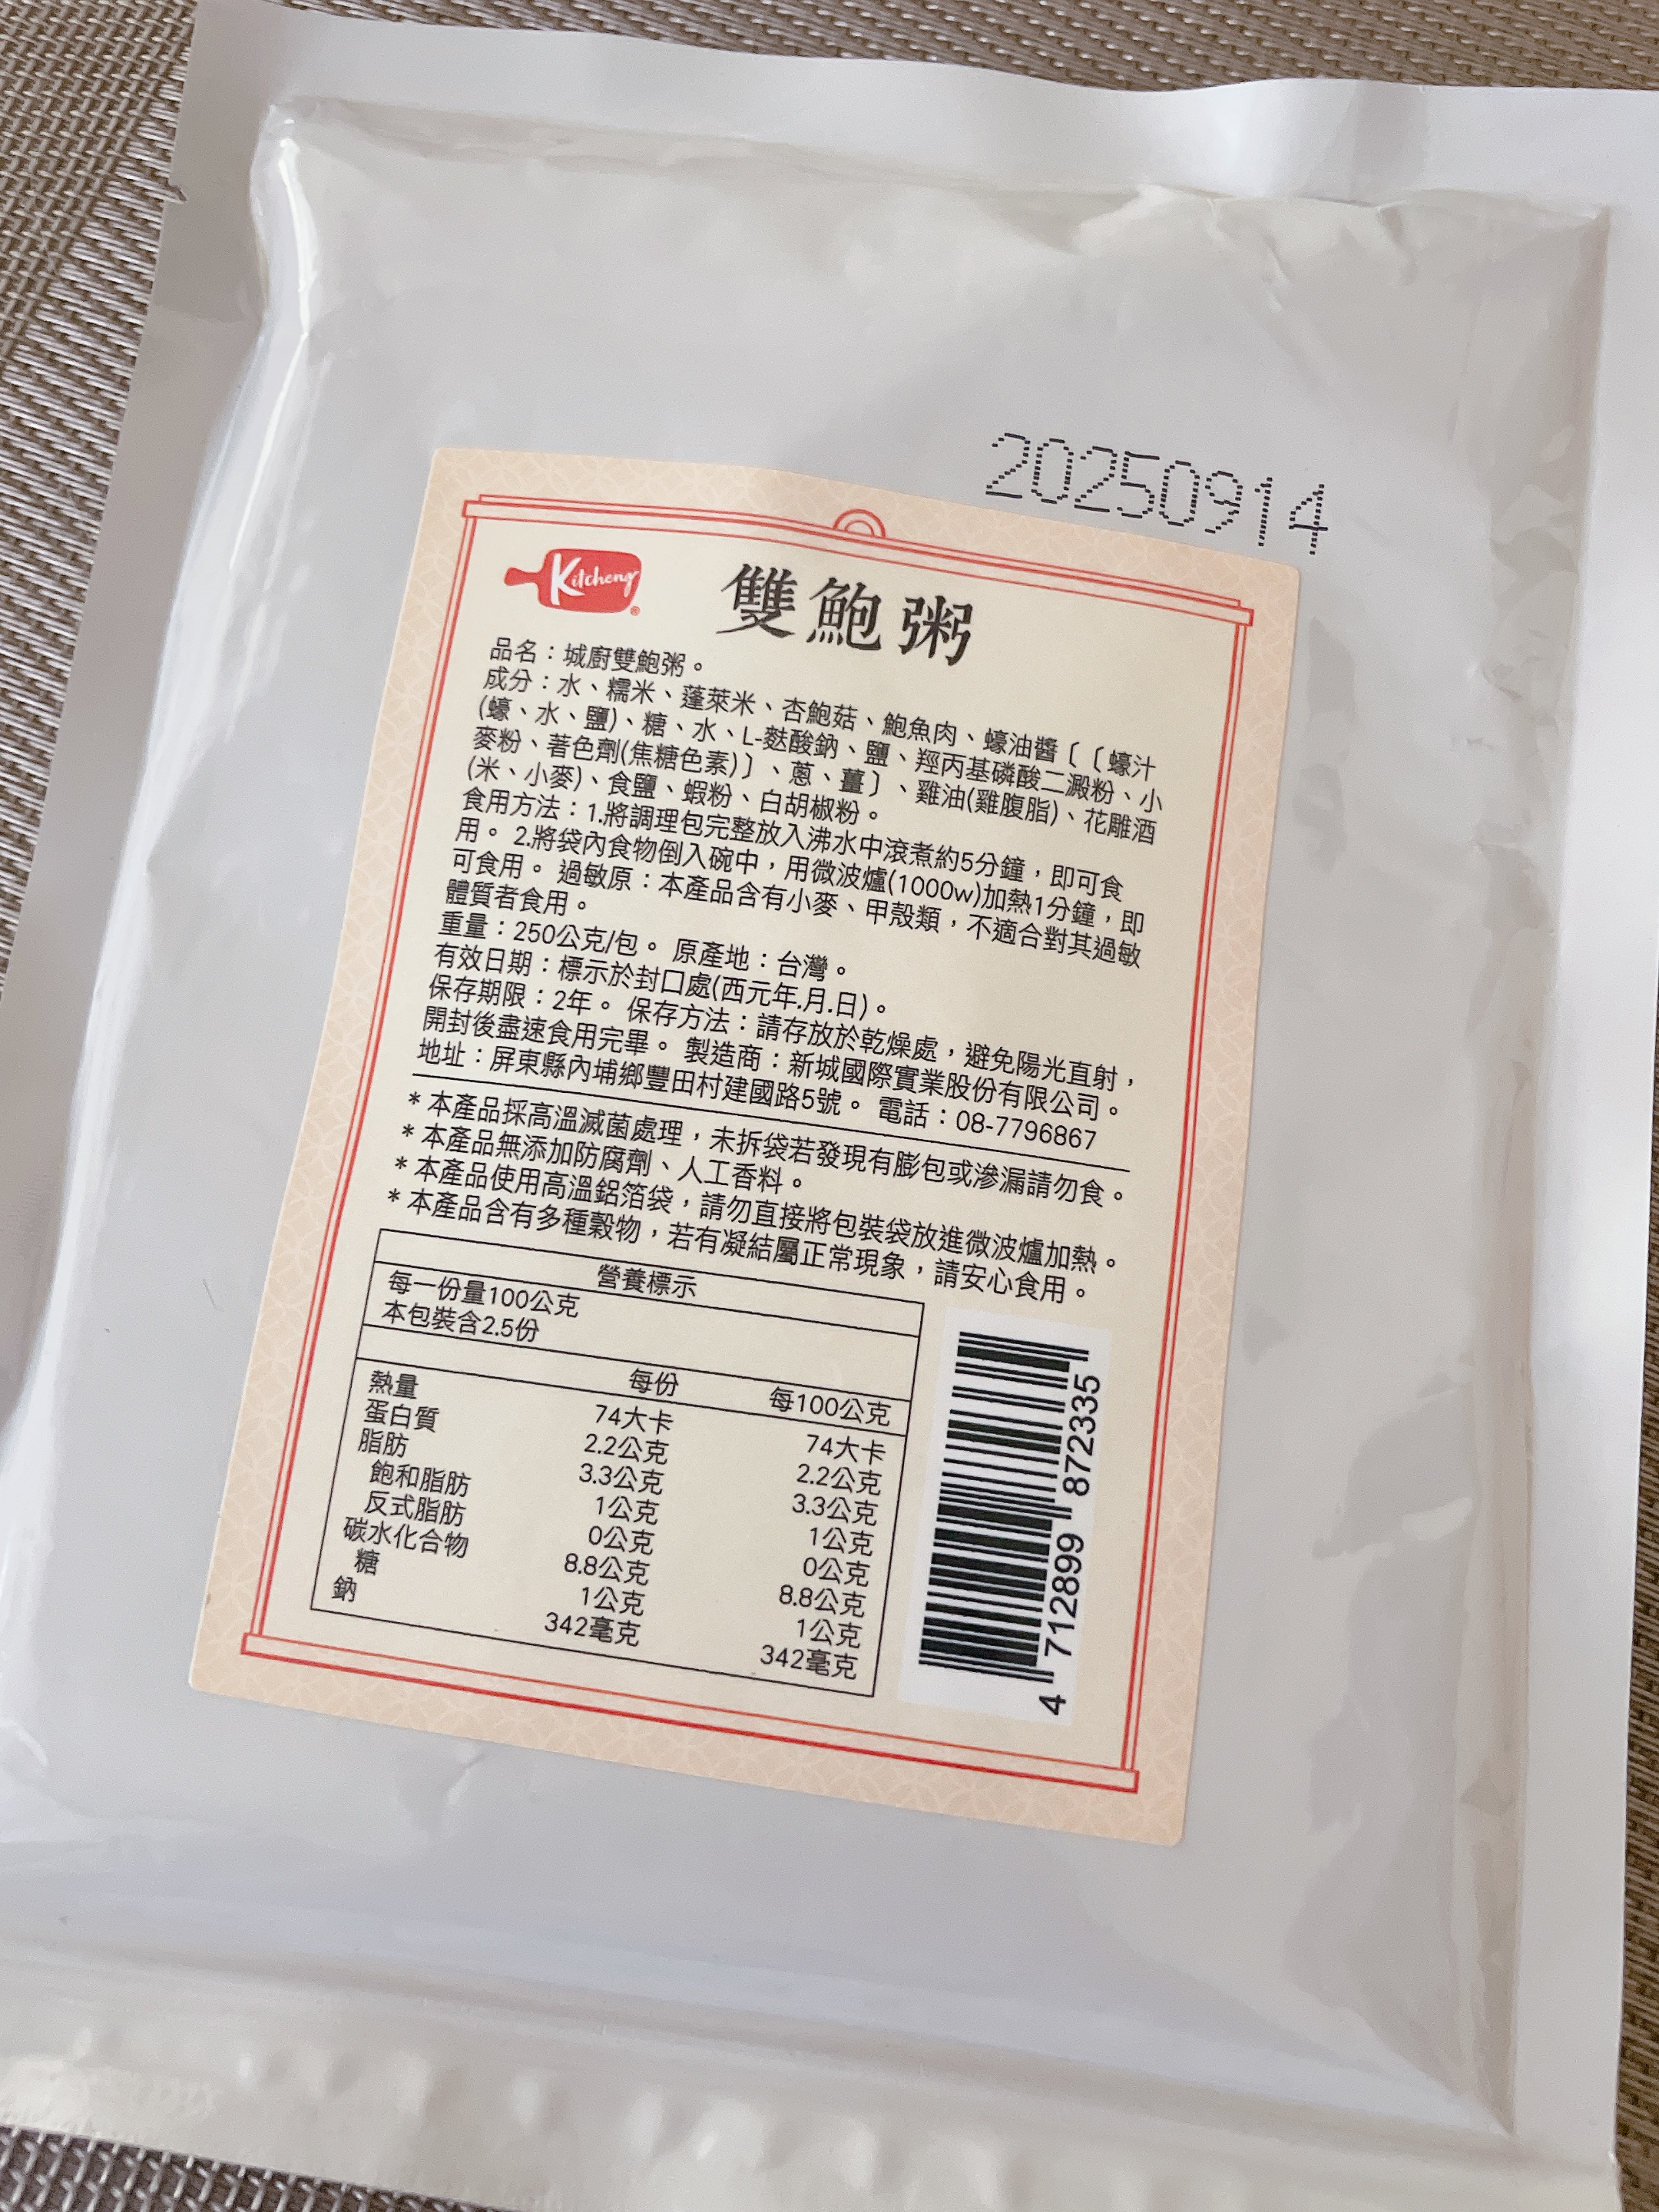 20250914
Kitcheng®
雙鮑粥
品名：城廚雙鮑粥。
成分：水、糯米、蓬萊米、杏鮑菇、鮑魚肉、蠔油醬〔〔蠔汁
(蠔、水、鹽)、糖、水、L-麩酸鈉、鹽、羥丙基磷酸二澱粉、小
麥粉、著色劑(焦糖色素)〕、蔥、薑〕、雞油(雞腹脂)、花雕酒
(米、小麥)、食鹽、蝦粉、白胡椒粉。
食用方法：1.將調理包完整放入沸水中滾煮約5分鐘，即可食
用。 2.將袋內食物倒入碗中，用微波爐(1000w)加熱1分鐘，即
可食用。 過敏原：本產品含有小麥、甲殼類，不適合對其過敏
體質者食用。
重量：250公克/包。 原產地：台灣。
有效日期：標示於封口處(西元年.月.日)。
保存期限：2年。 保存方法：請存放於乾燥處，避免陽光直射，
開封後盡速食用完畢。 製造商：新城國際實業股份有限公司。
地址：屏東縣內埔鄉豐田村建國路5號。 電話：08-7796867
*本產品採高溫滅菌處理，未拆袋若發現有膨包或滲漏請勿食。
*本產品無添加防腐劑、人工香料。
*本產品使用高溫鋁箔袋，請勿直接將包裝袋放進微波爐加熱。
*本產品含有多種穀物，若有凝結屬正常現象，請安心食用。
營養標示
每一份量100公克
本包裝含2.5份
每份 每100公克
熱量 74大卡 74大卡
蛋白質 2.2公克 2.2公克
脂肪 3.3公克 3.3公克
飽和脂肪 1公克 1公克
反式脂肪 0公克 0公克
碳水化合物 8.8公克 8.8公克
糖 1公克 1公克
鈉 342毫克 342毫克
4 712899 872335